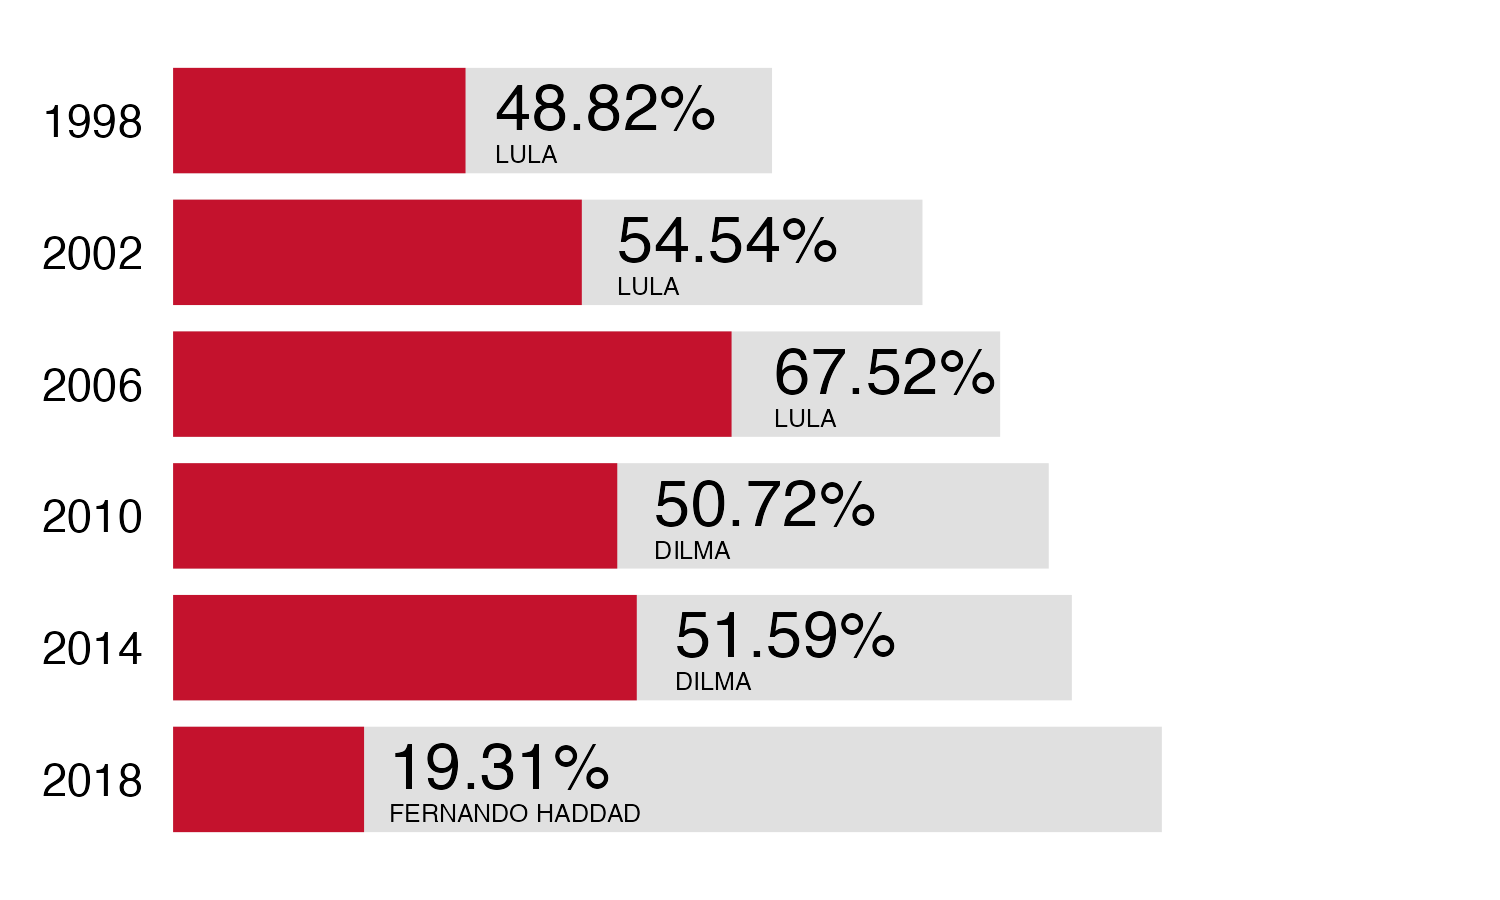 1998
48.82%
LULA
2002
54.54%
LULA
2006
67.52%
LULA
2010
50.72%
DILMA
2014
51.59%
DILMA
2018
19.31%
FERNANDO HADDAD